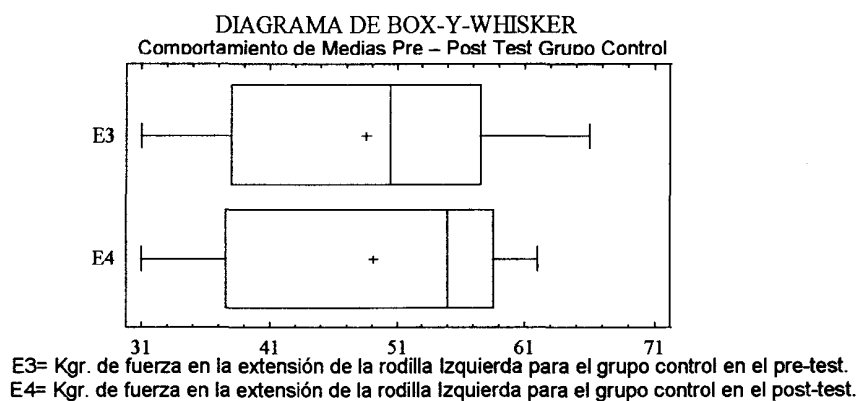 DIAGRAMA DE BOX-Y-WHISKER
Comportamiento de Medias Pre – Post Test Grupo Control
E3
E4
31 41 51 61 71
E3= Kgr. de fuerza en la extensión de la rodilla Izquierda para el grupo control en el pre-test.
E4= Kgr. de fuerza en la extensión de la rodilla Izquierda para el grupo control en el post-test.